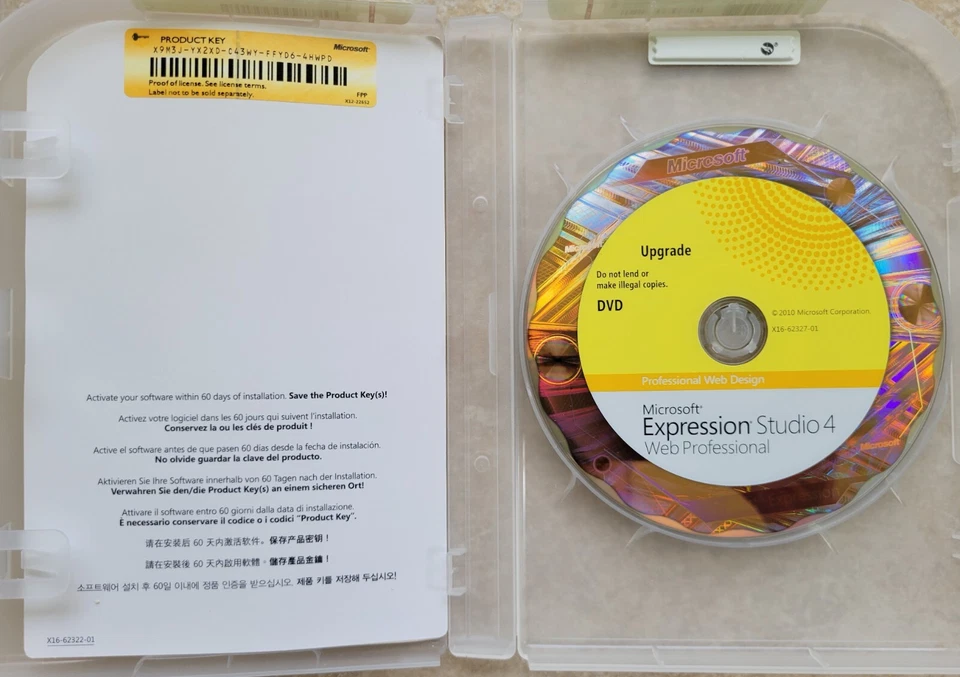 PRODUCT KEY
Microsoft
X9M3J-YX2XD-C43WY-FFYD6-4HWPD
Proof of license. See license terms.
Label not to be sold separately.
FPP
X12-22652
Activate your software within 60 days of installation. Save the Product Key(s)!
Activez votre logiciel dans les 60 jours qui suivent l'installation.
Conservez la ou les clés de produit !
Active el software antes de que pasen 60 días desde la fecha de instalación.
No olvide guardar la clave del producto.
Aktivieren Sie Ihre Software innerhalb von 60 Tagen nach der Installation.
Verwahren Sie den/die Product Key(s) an einem sicheren Ort!
Attivare il software entro 60 giorni dalla data di installazione.
È necessario conservare il codice o i codici "Product Key".
请在安装后 60 天内激活软件。保存产品密钥！
請在安裝後 60 天內啟用軟體。儲存產品金鑰！
소프트웨어 설치 후 60일 이내에 정품 인증을 받으십시오. 제품 키를 저장해 두십시오!
X16-62322-01
Microsoft
Upgrade
Do not lend or
make illegal copies.
DVD
© 2010 Microsoft Corporation.
X16-62327-01
Professional Web Design
Microsoft
Expression Studio 4
Web Professional
Microsoft